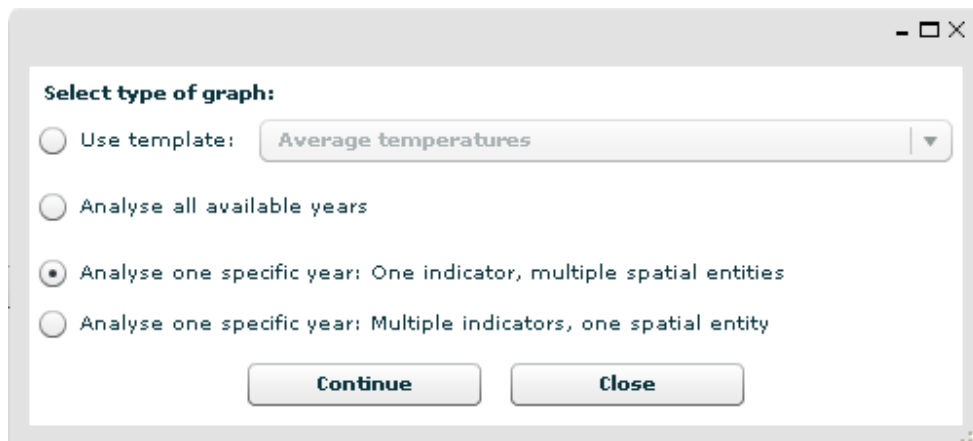 Select type of graph:
Use template: Average temperatures
Analyse all available years
Analyse one specific year: One indicator, multiple spatial entities
Analyse one specific year: Multiple indicators, one spatial entity
Continue Close